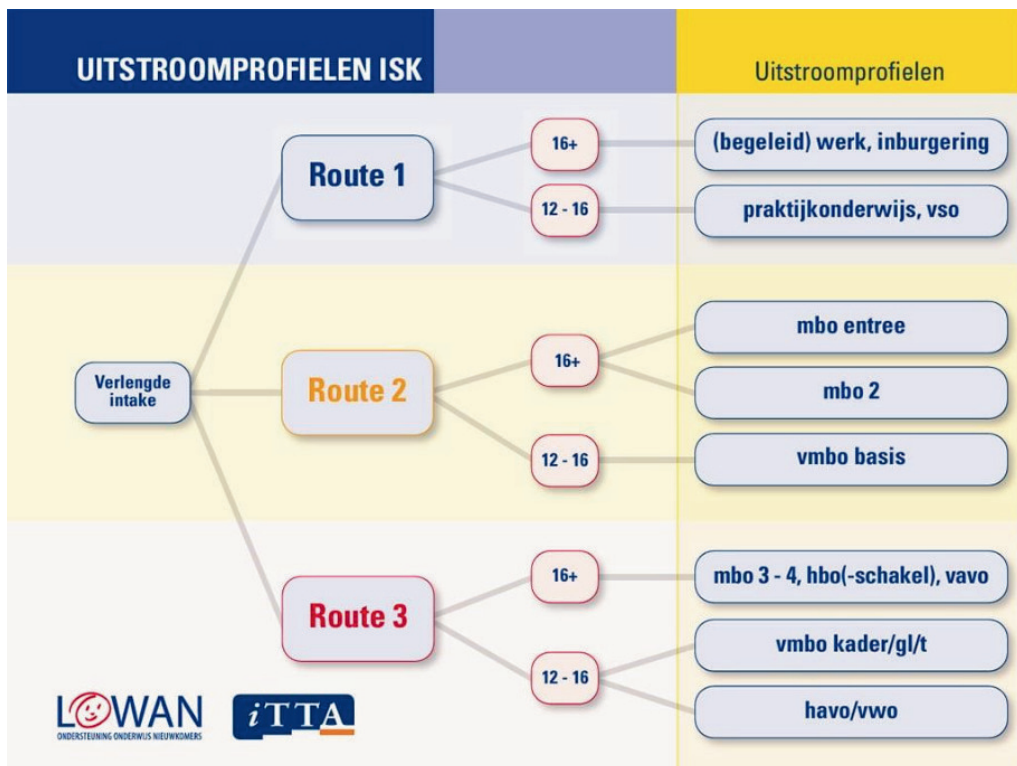 UITSTROOMPROFIELEN ISK
Uitstroomprofielen
Route 1
16+
(begeleid) werk, inburgering
12 - 16
praktijkonderwijs, vso
Verlengde
intake
Route 2
16+
mbo entree
mbo 2
12 - 16
vmbo basis
Route 3
16+
mbo 3 - 4, hbo(-schakel), vavo
12 - 16
vmbo kader/gl/t
havo/vwo
LOWAN
ONDERSTEUNING ONDERWIJS NIEUWKOMERS
iTTA